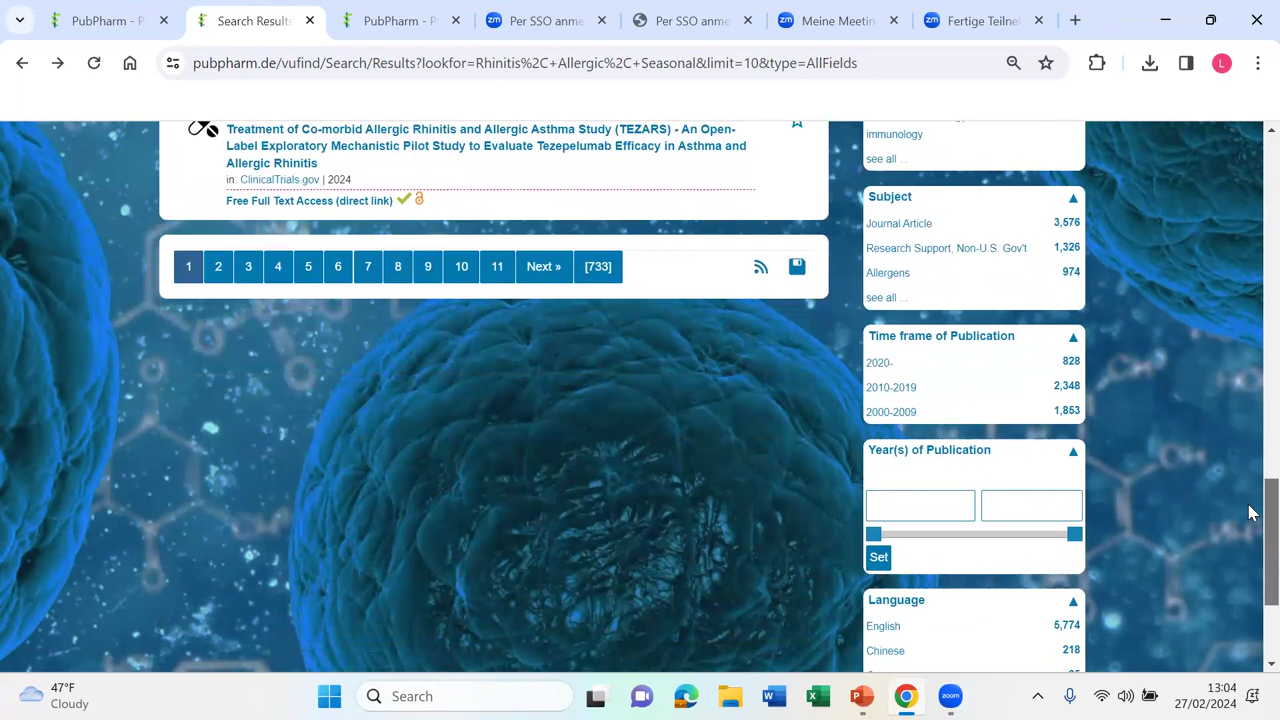 PubPharm - P
Search Results
PubPharm - P
Per SSO anme
Per SSO anme
Meine Meetin
Fertige Teilne
pubpharm.de/vufind/Search/Results?lookfor=Rhinitis%2C+Allergic%2C+Seasonal&limit=10&type=AllFields
L
Treatment of Co-morbid Allergic Rhinitis and Allergic Asthma Study (TEZARS) - An Open-
Label Exploratory Mechanistic Pilot Study to Evaluate Tezepelumab Efficacy in Asthma and
Allergic Rhinitis
in: ClinicalTrials.gov | 2024
Free Full Text Access (direct link)
1 2 3 4 5 6 7 8 9 10 11 Next » [733]
immunology
see all ...
Subject
Journal Article 3,576
Research Support, Non-U.S. Gov't 1,326
Allergens 974
see all ...
Time frame of Publication
2020- 828
2010-2019 2,348
2000-2009 1,853
Year(s) of Publication
Set
Language
English 5,774
Chinese 218
47°F
Cloudy
Search
zoom
13:04
27/02/2024